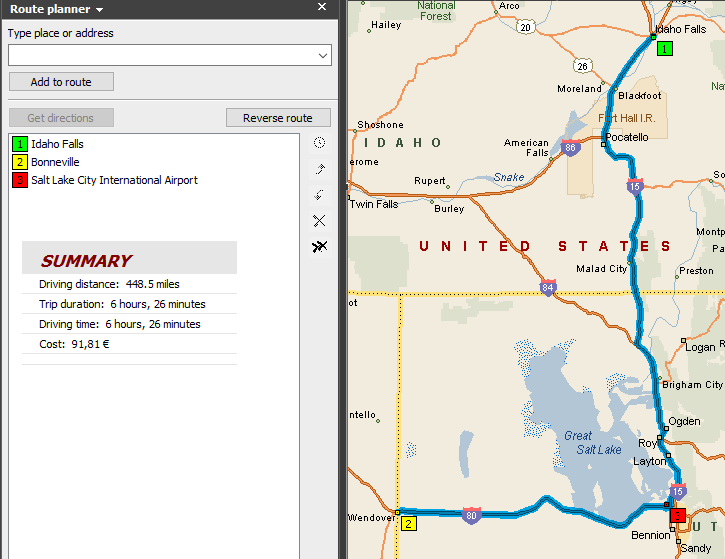 Route planner
Type place or address
Add to route
Get directions
Reverse route
1 Idaho Falls
2 Bonneville
3 Salt Lake City International Airport
SUMMARY
Driving distance: 448.5 miles
Trip duration: 6 hours, 26 minutes
Driving time: 6 hours, 26 minutes
Cost: 91,81 €
National
Forest
Arco
Hailey
20
Idaho Falls
1
26
Moreland
Blackfoot
Fort Hall I.R.
Shoshone
IDAHO
American
Falls
86
Pocatello
Snake
15
Rupert
Burley
Twin Falls
UNITED STATES
Malad City
Preston
84
Logan
Brigham City
Ogden
Roy
Layton
Great
Salt Lake
15
Wendover
2
80
3
UT
Bennion
Sandy